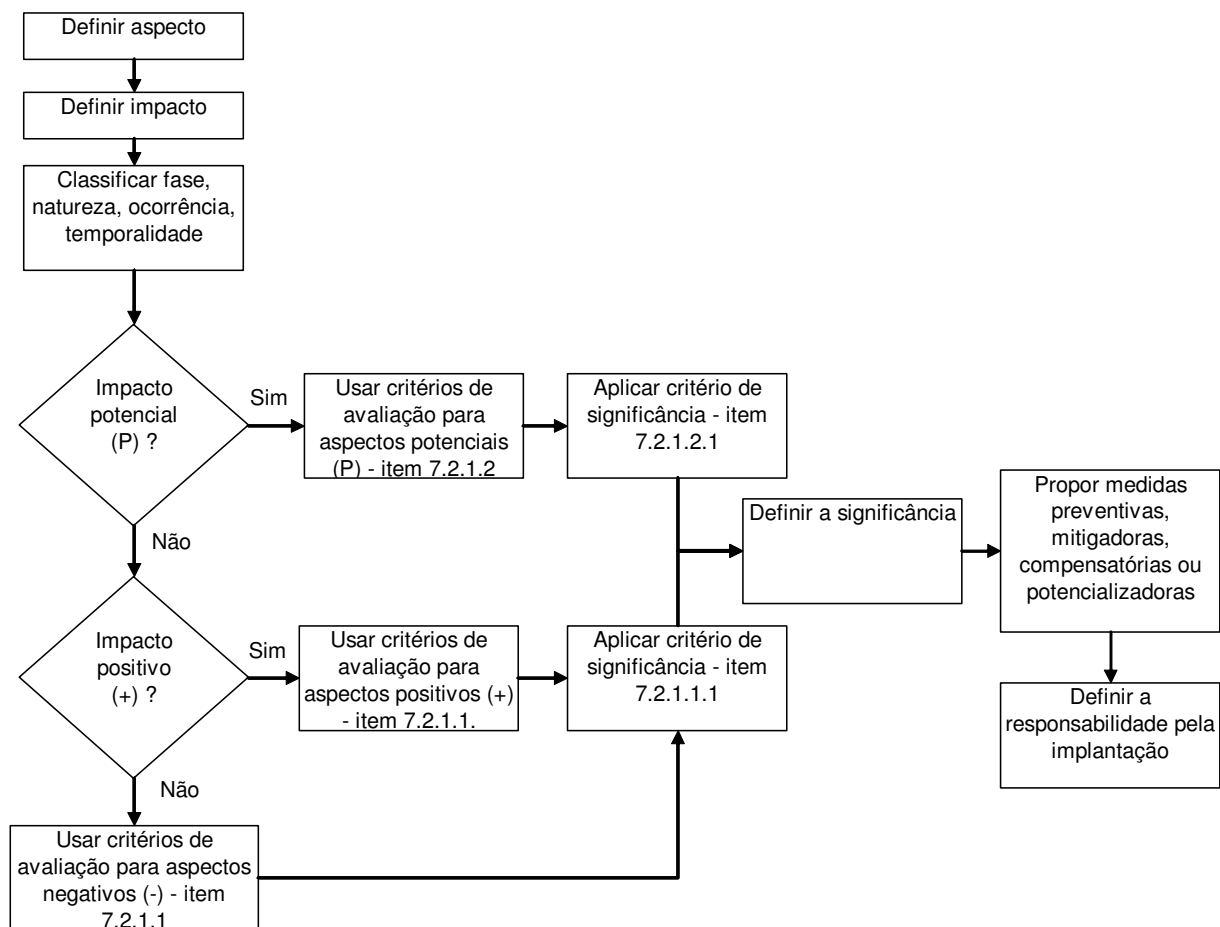 Definir aspecto
Definir impacto
Classificar fase,
natureza, ocorrência,
temporalidade
Impacto
potencial
(P) ?
Sim
Usar critérios de
avaliação para
aspectos potenciais
(P) - item 7.2.1.2
Aplicar critério de
significância - item
7.2.1.2.1
Não
Definir a significância
Propor medidas
preventivas,
mitigadoras,
compensatórias ou
potencializadoras
Impacto
positivo
(+) ?
Sim
Usar critérios de
avaliação para
aspectos positivos (+)
- item 7.2.1.1.
Aplicar critério de
significância - item
7.2.1.1.1
Definir a
responsabilidade pela
implantação
Não
Usar critérios de
avaliação para aspectos
negativos (-) - item
7.2.1.1